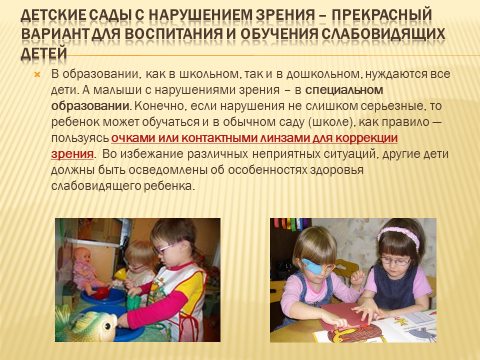 ДЕТСКИЕ САДЫ С НАРУШЕНИЕМ ЗРЕНИЯ – ПРЕКРАСНЫЙ
ВАРИАНТ ДЛЯ ВОСПИТАНИЯ И ОБУЧЕНИЯ СЛАБОВИДЯЩИХ
ДЕТЕЙ
В образовании, как в школьном, так и в дошкольном, нуждаются все
дети. А малыши с нарушениями зрения – в специальном
образовании. Конечно, если нарушения не слишком серьезные, то
ребенок может обучаться и в обычном саду (школе), как правило —
пользуясь очками или контактными линзами для коррекции
зрения. Во избежание различных неприятных ситуаций, другие дети
должны быть осведомлены об особенностях здоровья
слабовидящего ребенка.